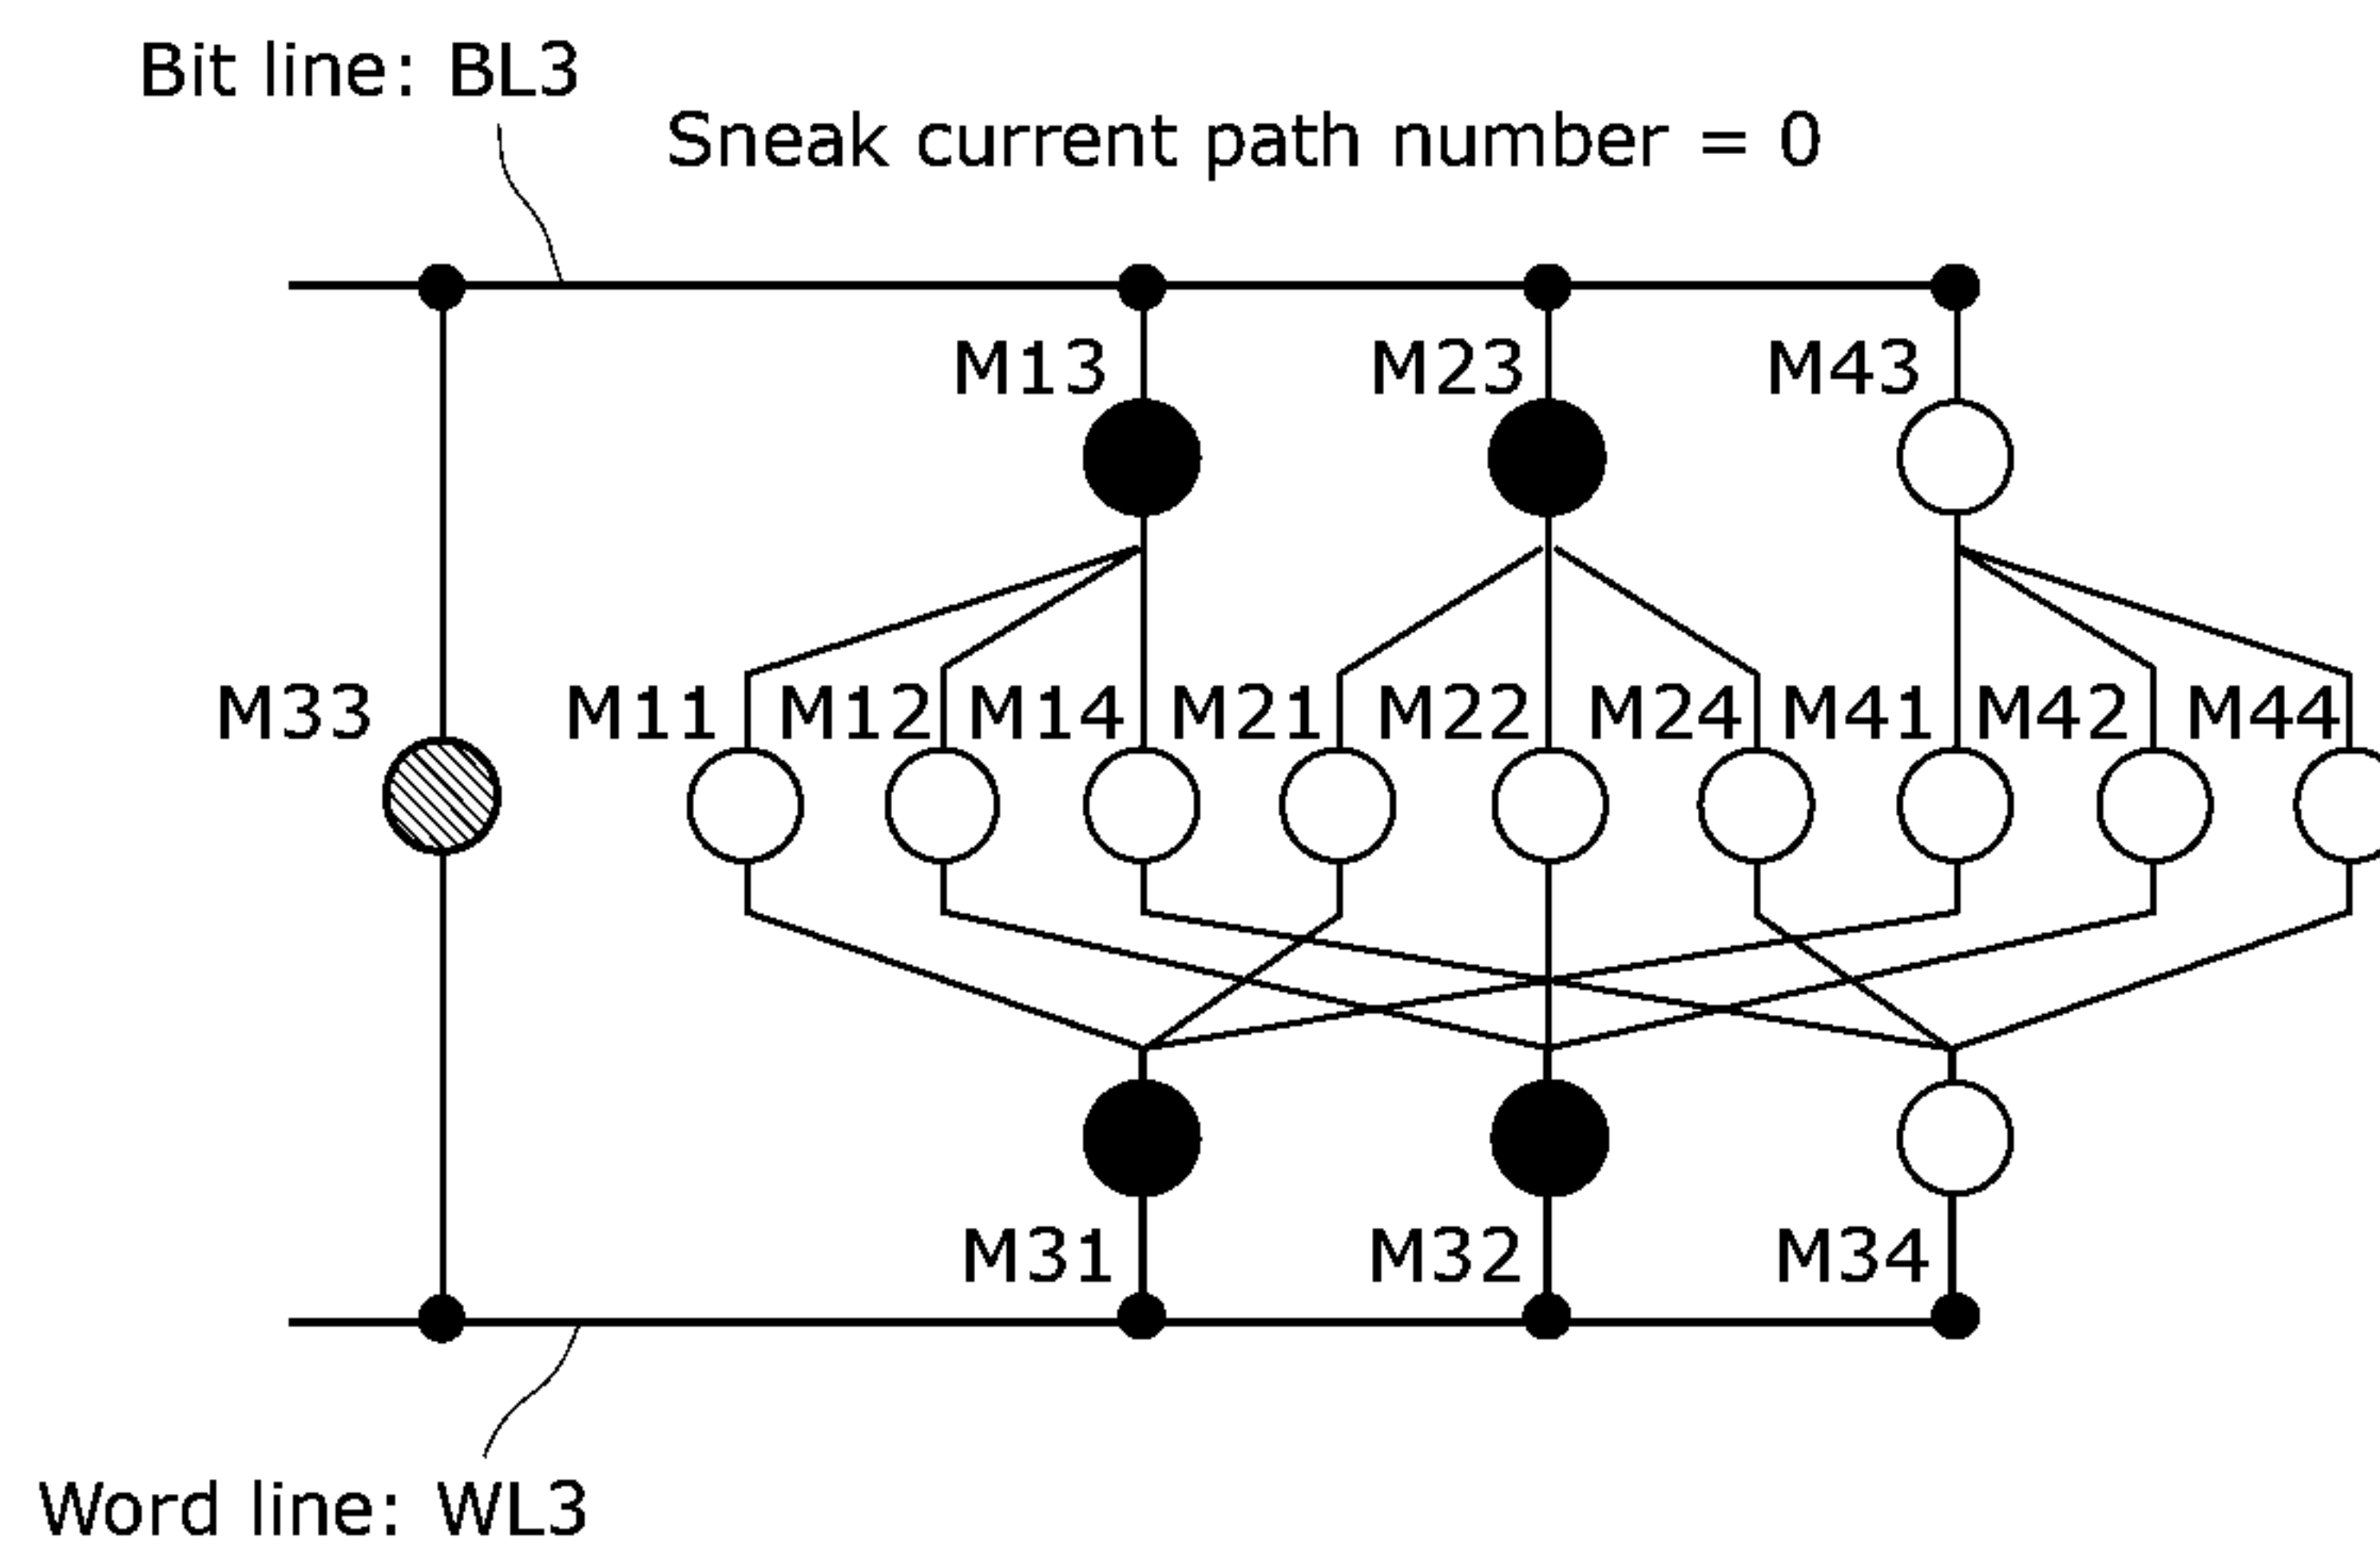 Bit line: BL3
Sneak current path number = 0
M13 M23 M43
M33 M11 M12 M14 M21 M22 M24 M41 M42 M44
M31 M32 M34
Word line: WL3